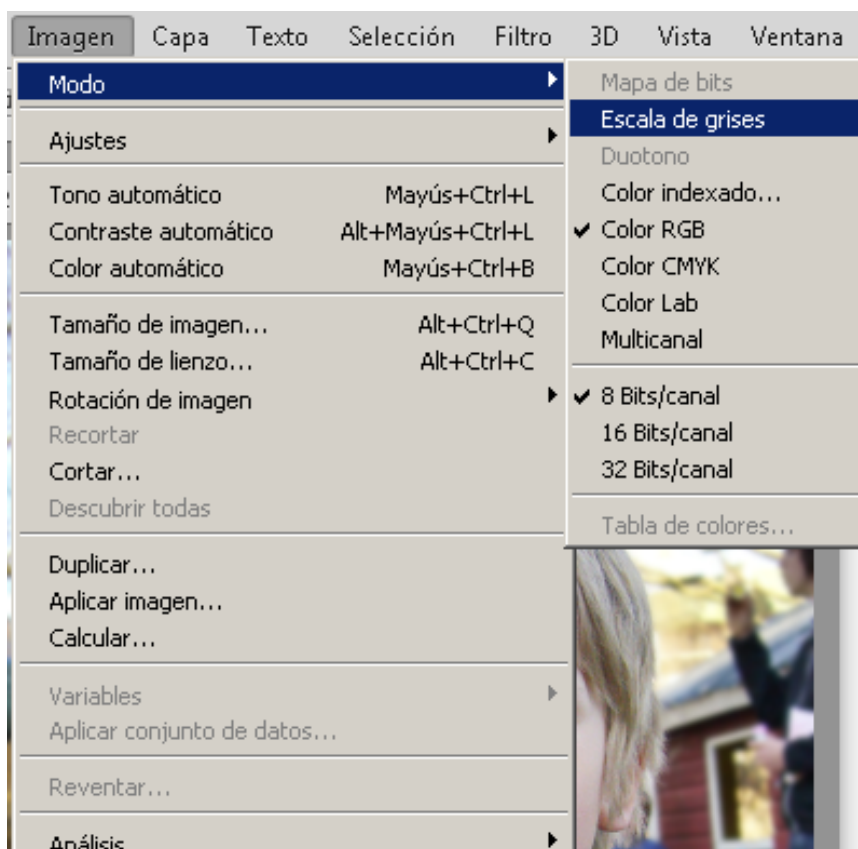 Imagen Capa Texto Selección Filtro 3D Vista Ventana
Modo
Ajustes
Tono automático Mayús+Ctrl+L
Contraste automático Alt+Mayús+Ctrl+L
Color automático Mayús+Ctrl+B
Tamaño de imagen... Alt+Ctrl+Q
Tamaño de lienzo... Alt+Ctrl+C
Rotación de imagen
Recortar
Cortar...
Descubrir todas
Duplicar...
Aplicar imagen...
Calcular...
Variables
Aplicar conjunto de datos...
Reventar...
Análisis
Mapa de bits
Escala de grises
Duotono
Color indexado...
Color RGB
Color CMYK
Color Lab
Multicanal
8 Bits/canal
16 Bits/canal
32 Bits/canal
Tabla de colores...